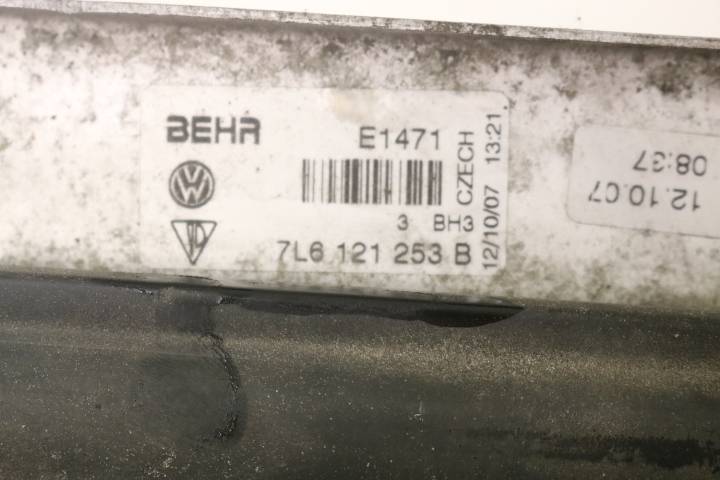 BEHR
E1471
3 BH3
7L6 121 253 B
CZECH
12/10/07 13:21
12.10.07
08:37